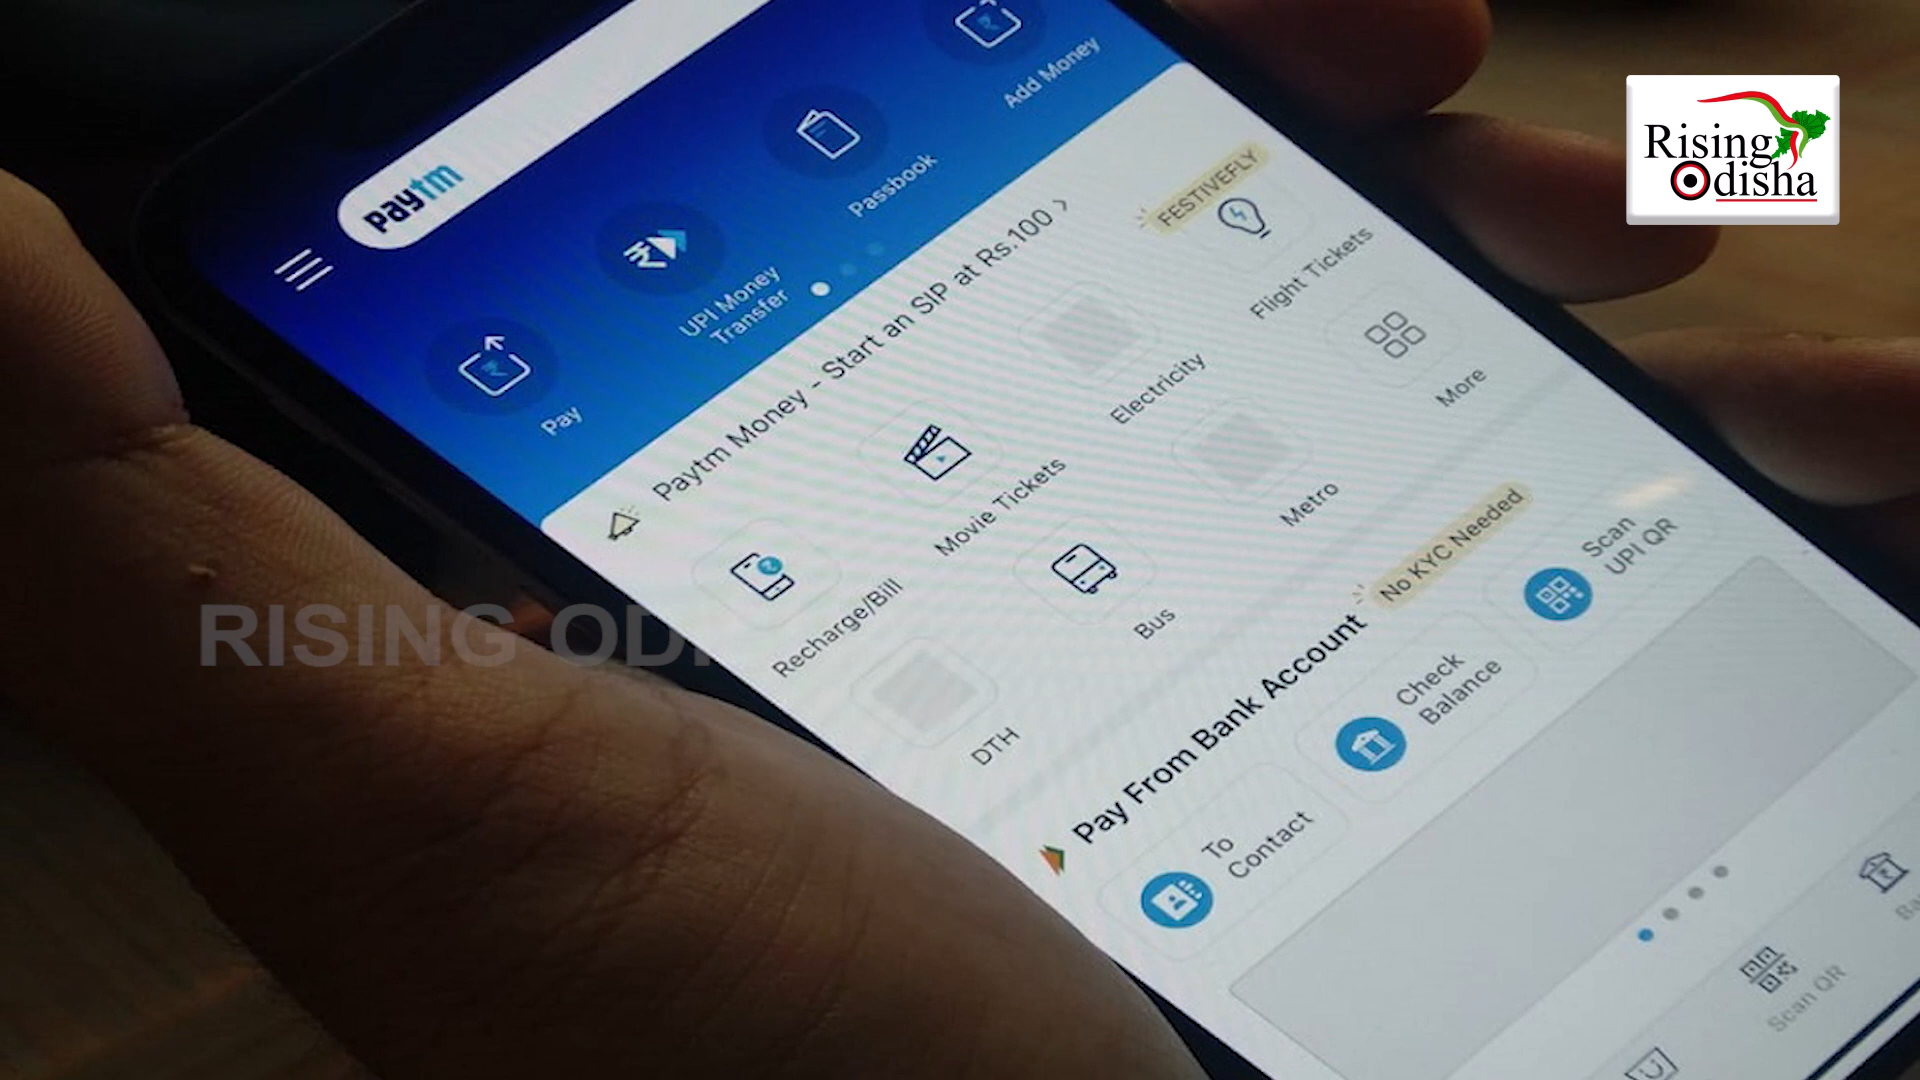 Rising
Odisha
paytm
Add Money
Passbook
UPI Money
Transfer
Pay
Paytm Money - Start an SIP at Rs.100 >
FESTIVEFLY
Flight Tickets
Electricity
More
Movie Tickets
Metro
Recharge/Bill
Bus
DTH
No KYC Needed
Pay From Bank Account
Scan
UPI QR
Check
Balance
To
Contact
Scan QR
RISING OD